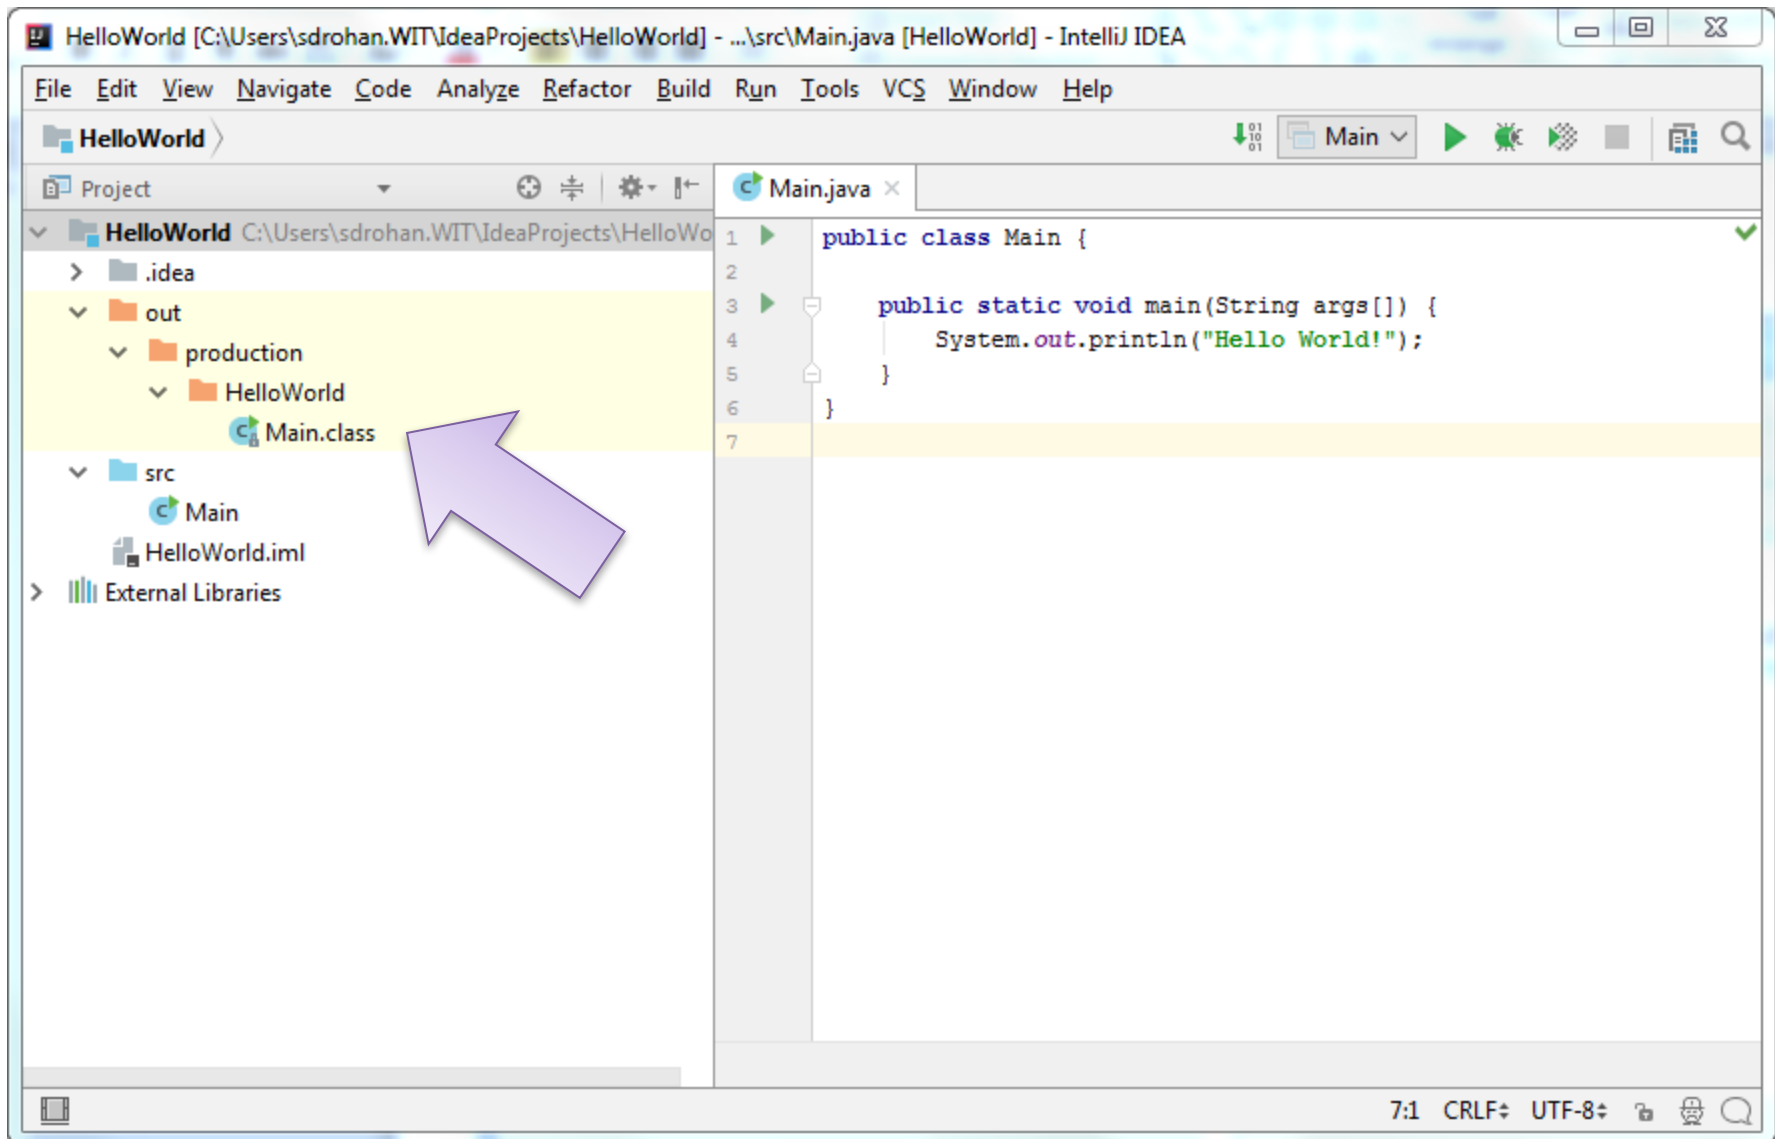 HelloWorld [C:\Users\sdrohan.WIT\IdeaProjects\HelloWorld] - ...\src\Main.java [HelloWorld] - IntelliJ IDEA
File Edit View Navigate Code Analyze Refactor Build Run Tools VCS Window Help
HelloWorld
Main
Project
HelloWorld C:\Users\sdrohan.WIT\IdeaProjects\HelloWo
.idea
out
production
HelloWorld
Main.class
src
Main
HelloWorld.iml
External Libraries
Main.java
1 public class Main {
2
3 public static void main(String args[]) {
4 System.out.println("Hello World!");
5 }
6 }
7
7:1 CRLF UTF-8